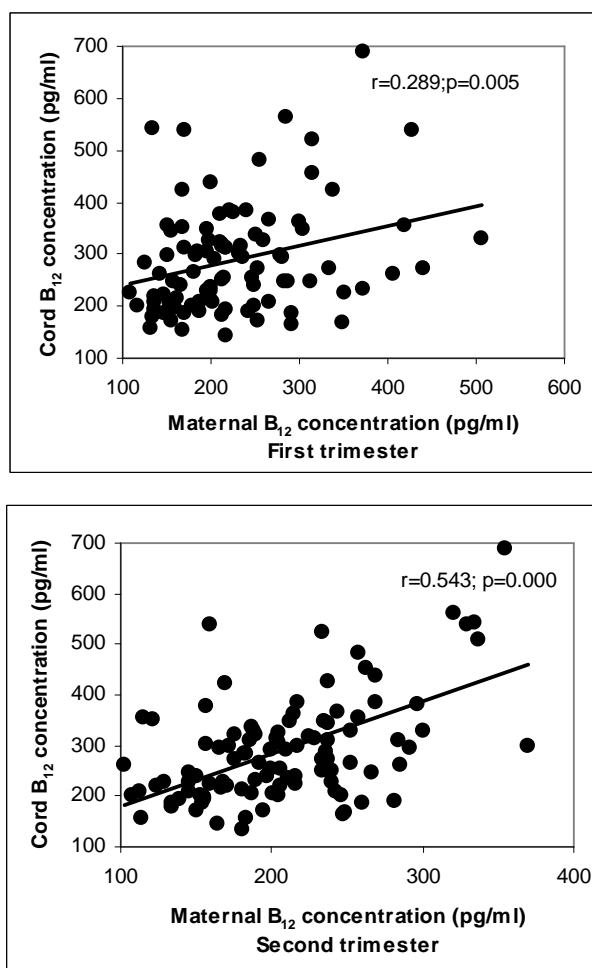 700
r=0.289;p=0.005
600
500
400
300
200
100
Cord B₁₂ concentration (pg/ml)
100 200 300 400 500 600
Maternal B₁₂ concentration (pg/ml)
First trimester
700
r=0.543; p=0.000
600
500
400
300
200
100
Cord B₁₂ concentration (pg/ml)
100 200 300 400
Maternal B₁₂ concentration (pg/ml)
Second trimester